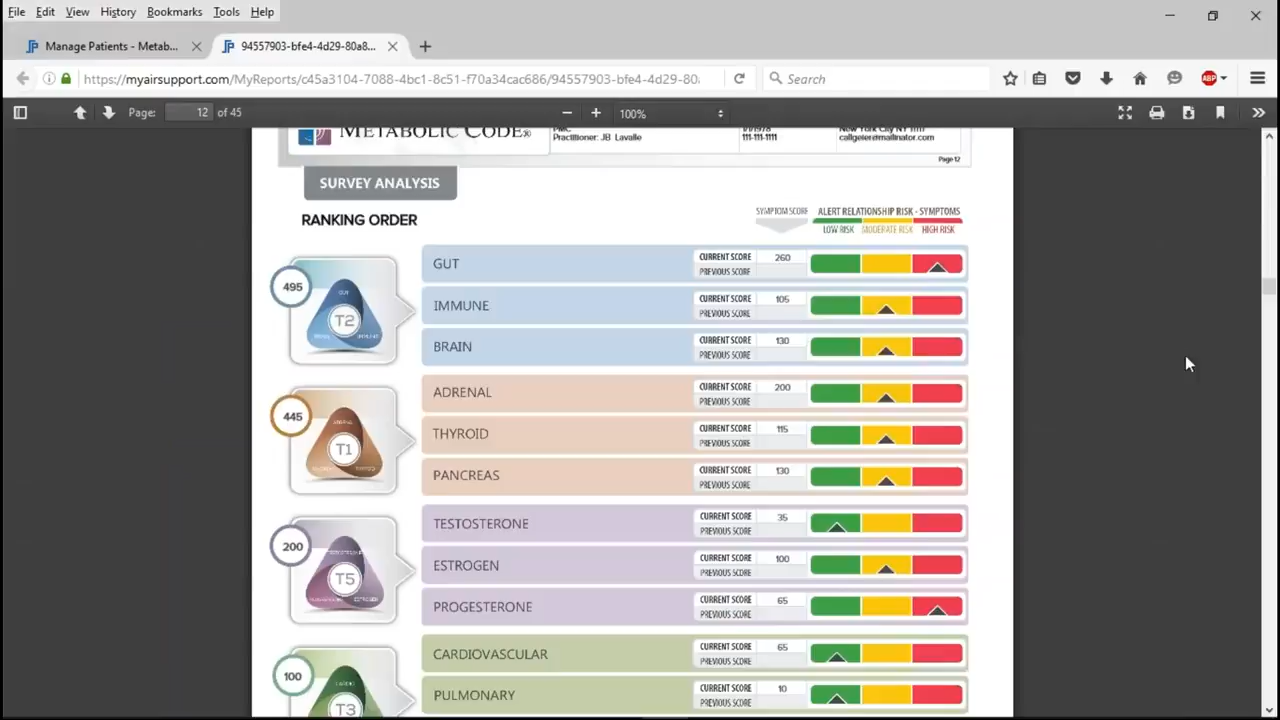 File Edit View History Bookmarks Tools Help
Manage Patients - Metab...
94557903-bfe4-4d29-80a8...
https://myairsupport.com/MyReports/c45a3104-7088-4bc1-8c51-f70a34cac686/94557903-bfe4-4d29-80
Search
ABP
Page: 12 of 45
100%
METABOLIC CODE®
Practitioner: JB Lavalle
111-111-1111
New York City NY 11111
callgeier@mailinator.com
Page 12
SURVEY ANALYSIS
RANKING ORDER
SYMPTOM SCORE
ALERT RELATIONSHIP RISK - SYMPTOMS
LOW RISK MODERATE RISK HIGH RISK
495
T2
GUT
CURRENT SCORE 260
PREVIOUS SCORE
IMMUNE
CURRENT SCORE 105
PREVIOUS SCORE
BRAIN
CURRENT SCORE 130
PREVIOUS SCORE
445
T1
ADRENAL
CURRENT SCORE 200
PREVIOUS SCORE
THYROID
CURRENT SCORE 115
PREVIOUS SCORE
PANCREAS
CURRENT SCORE 130
PREVIOUS SCORE
200
T5
TESTOSTERONE
CURRENT SCORE 35
PREVIOUS SCORE
ESTROGEN
CURRENT SCORE 100
PREVIOUS SCORE
PROGESTERONE
CURRENT SCORE 65
PREVIOUS SCORE
100
T3
CARDIOVASCULAR
CURRENT SCORE 65
PREVIOUS SCORE
PULMONARY
CURRENT SCORE 10
PREVIOUS SCORE